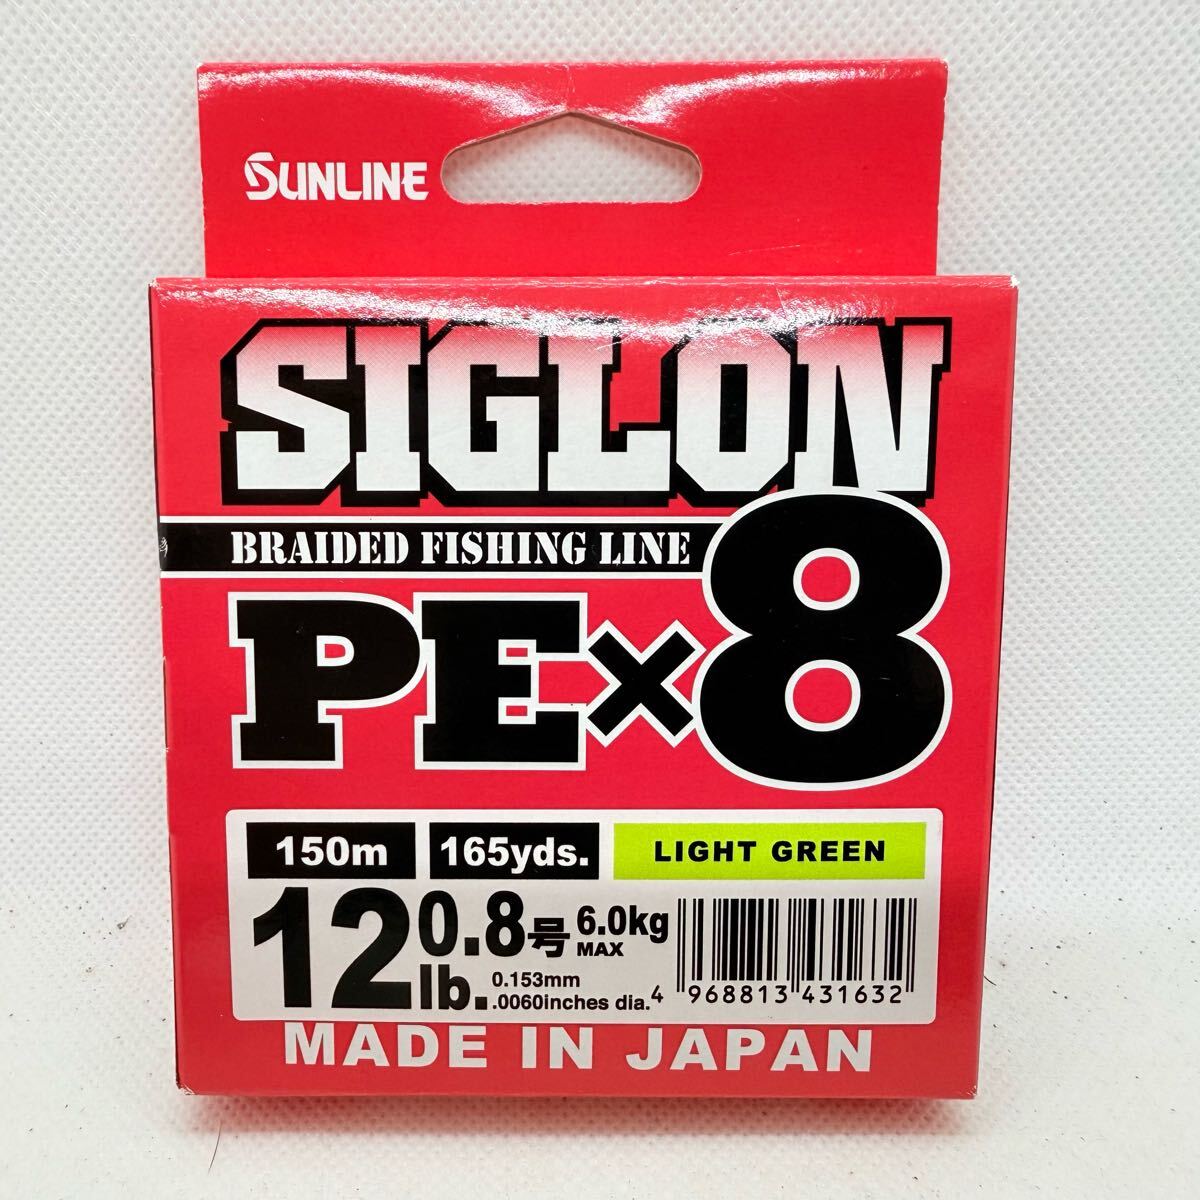 SUNLINE
SIGLON
BRAIDED FISHING LINE
PE×8
150m 165yds. LIGHT GREEN
12lb. 0.8号 6.0kg MAX
0.153mm
.0060inches dia.
4 968813 431632
MADE IN JAPAN